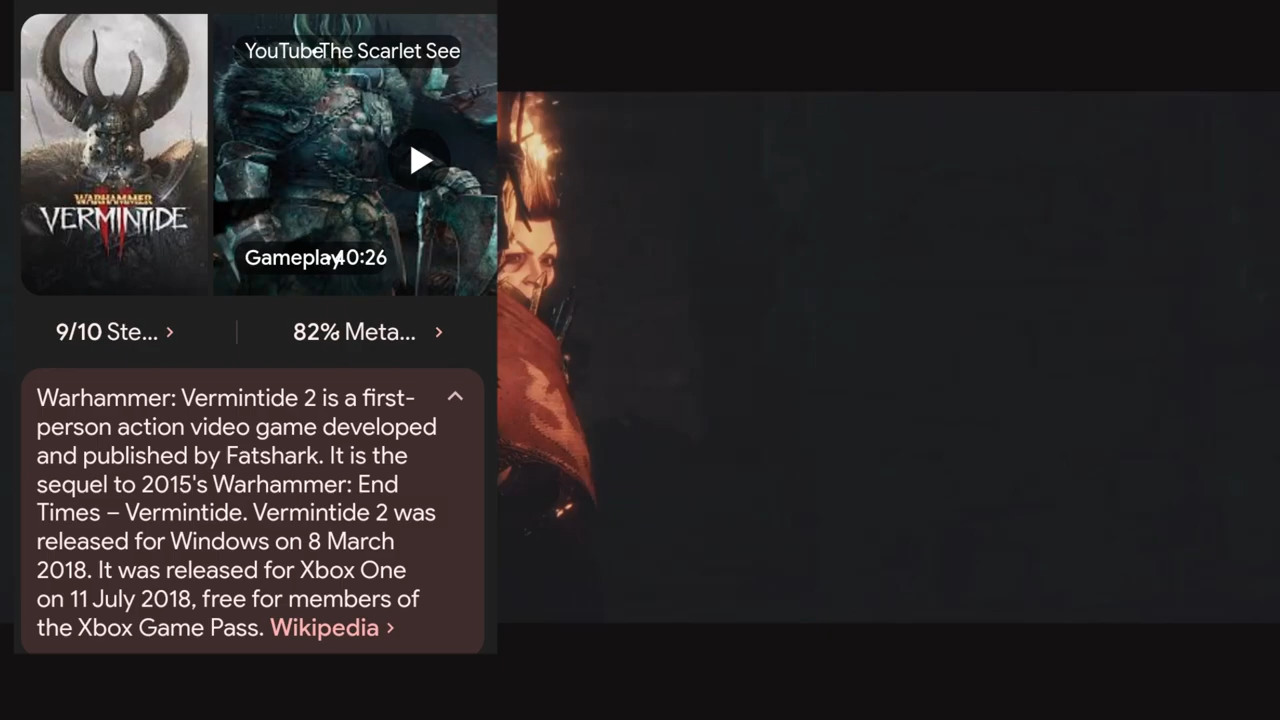 YouTube The Scarlet See
WARHAMMER
VERMINTIDE
II
Gameplay 40:26
9/10 Ste... 82% Meta...
Warhammer: Vermintide 2 is a first-
person action video game developed
and published by Fatshark. It is the
sequel to 2015's Warhammer: End
Times – Vermintide. Vermintide 2 was
released for Windows on 8 March
2018. It was released for Xbox One
on 11 July 2018, free for members of
the Xbox Game Pass. Wikipedia